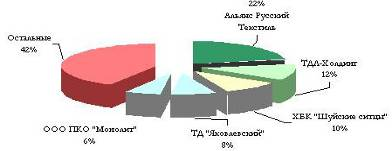 22%
Альянс Русский
Текстиль
Остальные
42%
ТДЛ-Холдинг
12%
ХБК "Шуйские ситцы"
10%
ООО ПКО "Монолит"
6%
ТД "Яковлевский"
8%